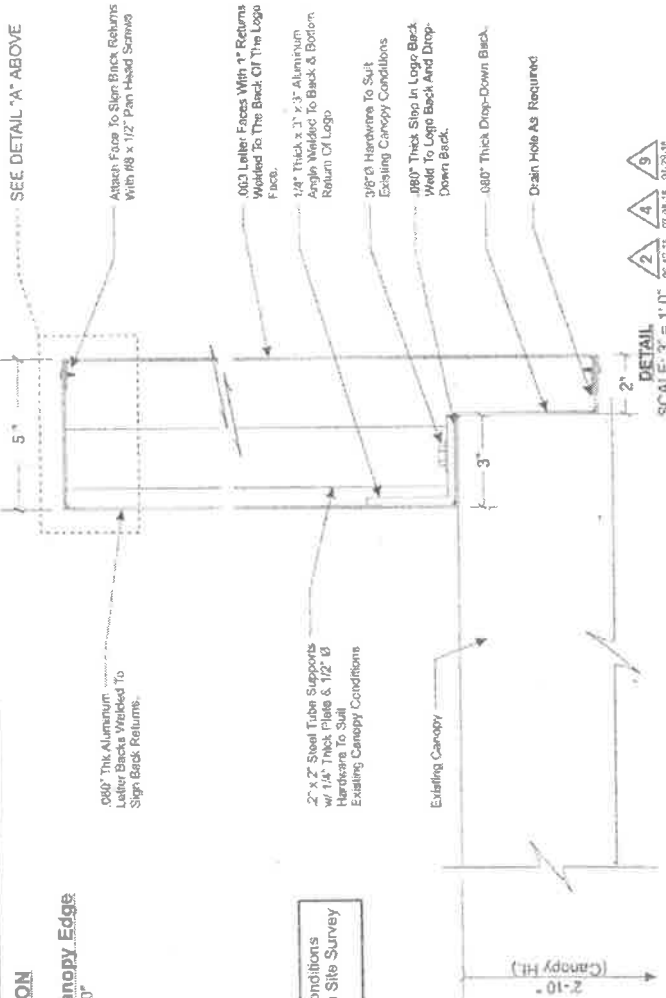 SEE DETAIL "A" ABOVE
5"
Attach Face To Sign Back Returns
With #8 x 1/2" Pan Head Screws
.063 Letter Faces With 1" Returns
Welded To The Back Of The Logo
Face.
1/4" Thick x 3" x 3" Aluminum
Angle Welded To Back & Bottom
Return Of Logo
3/8"Ø Hardware To Suit
Existing Canopy Conditions
.080" Thick Step In Logo Back
Weld To Logo Back And Drop-
Down Back.
.080" Thick Drop-Down Back.
Drain Hole As Required
.080" Thk Aluminum
Letter Backs Welded To
Sign Back Returns.
2" x 2" Steel Tube Supports
w/ 1/4" Thick Plate & 1/2" Ø
Hardware To Suit
Existing Canopy Conditions
Existing Canopy
3"
2"
DETAIL
SCALE: 3" = 1' 0"
2
4
9
ON
anopy Edge
0"
onditions
Site Survey
2'-10"
(Canopy Ht.)